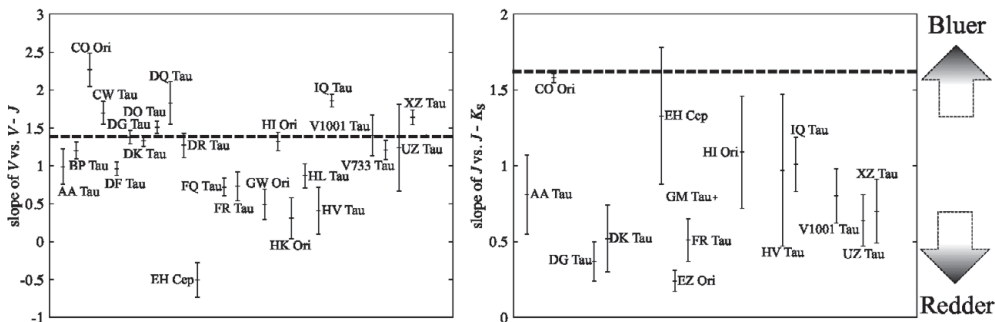 slope of V vs. V - J
3
2.5
2
1.5
1
0.5
0
-0.5
-1
CO Ori
CW Tau
DQ Tau
DO Tau
DG Tau
IQ Tau
XZ Tau
HI Ori
V1001 Tau
BP Tau
DK Tau
DR Tau
V733 Tau
UZ Tau
AA Tau
DF Tau
FQ Tau
GW Ori
HL Tau
FR Tau
HV Tau
HK Ori
EH Cep
slope of J vs. J - Ks
2
1.5
1
0.5
0
CO Ori
EH Cep
IQ Tau
HI Ori
AA Tau
GM Tau
XZ Tau
V1001 Tau
DK Tau
FR Tau
DG Tau
HV Tau
UZ Tau
EZ Ori
Bluer
Redder